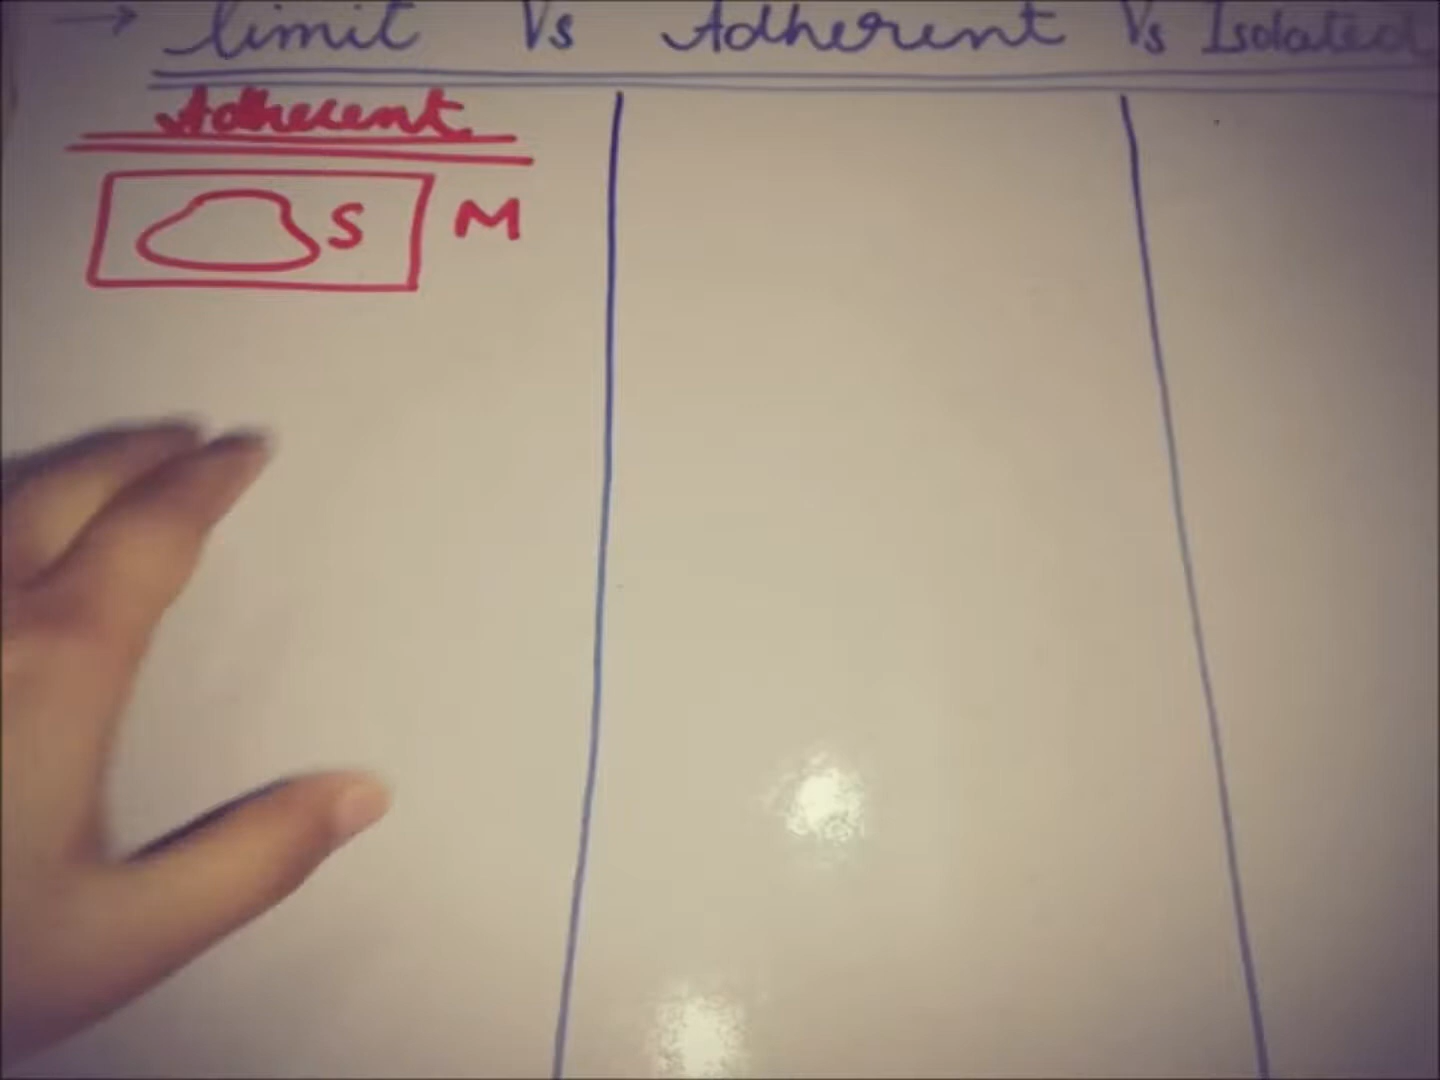 → limit Vs Adherent Vs Isolated
Adherent
S M